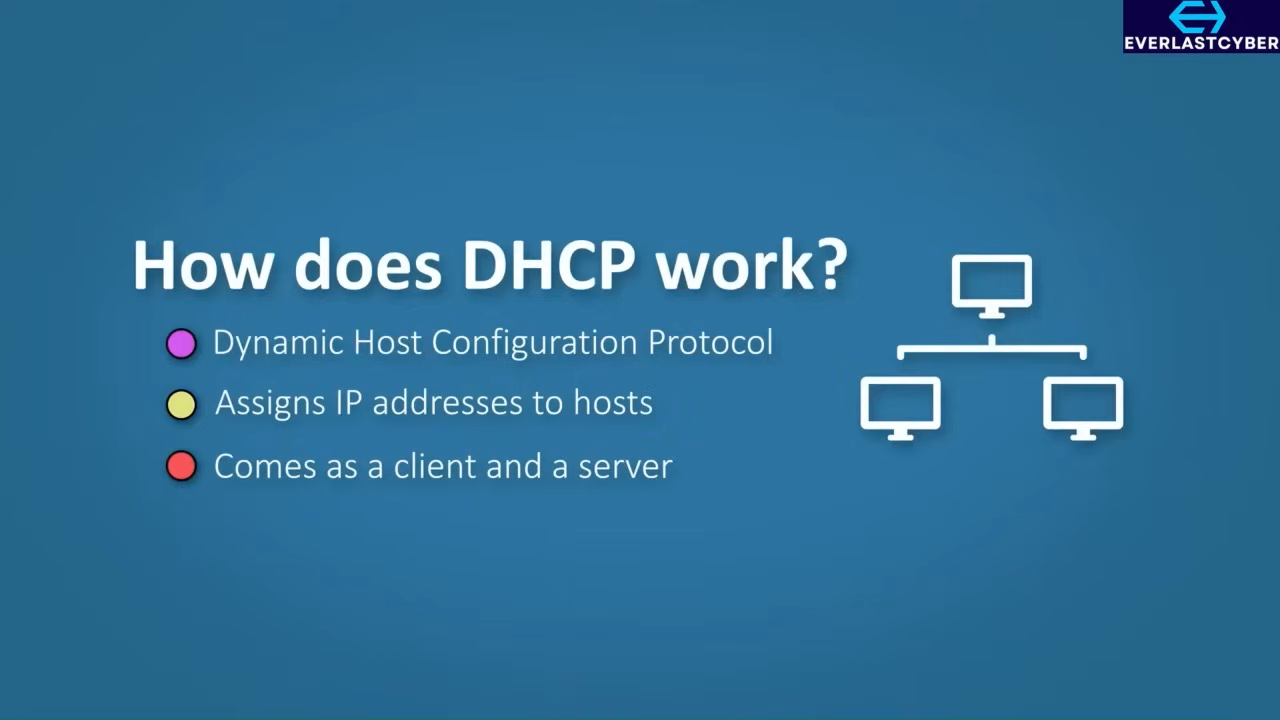 EVERLASTCYBER
How does DHCP work?
Dynamic Host Configuration Protocol
Assigns IP addresses to hosts
Comes as a client and a server